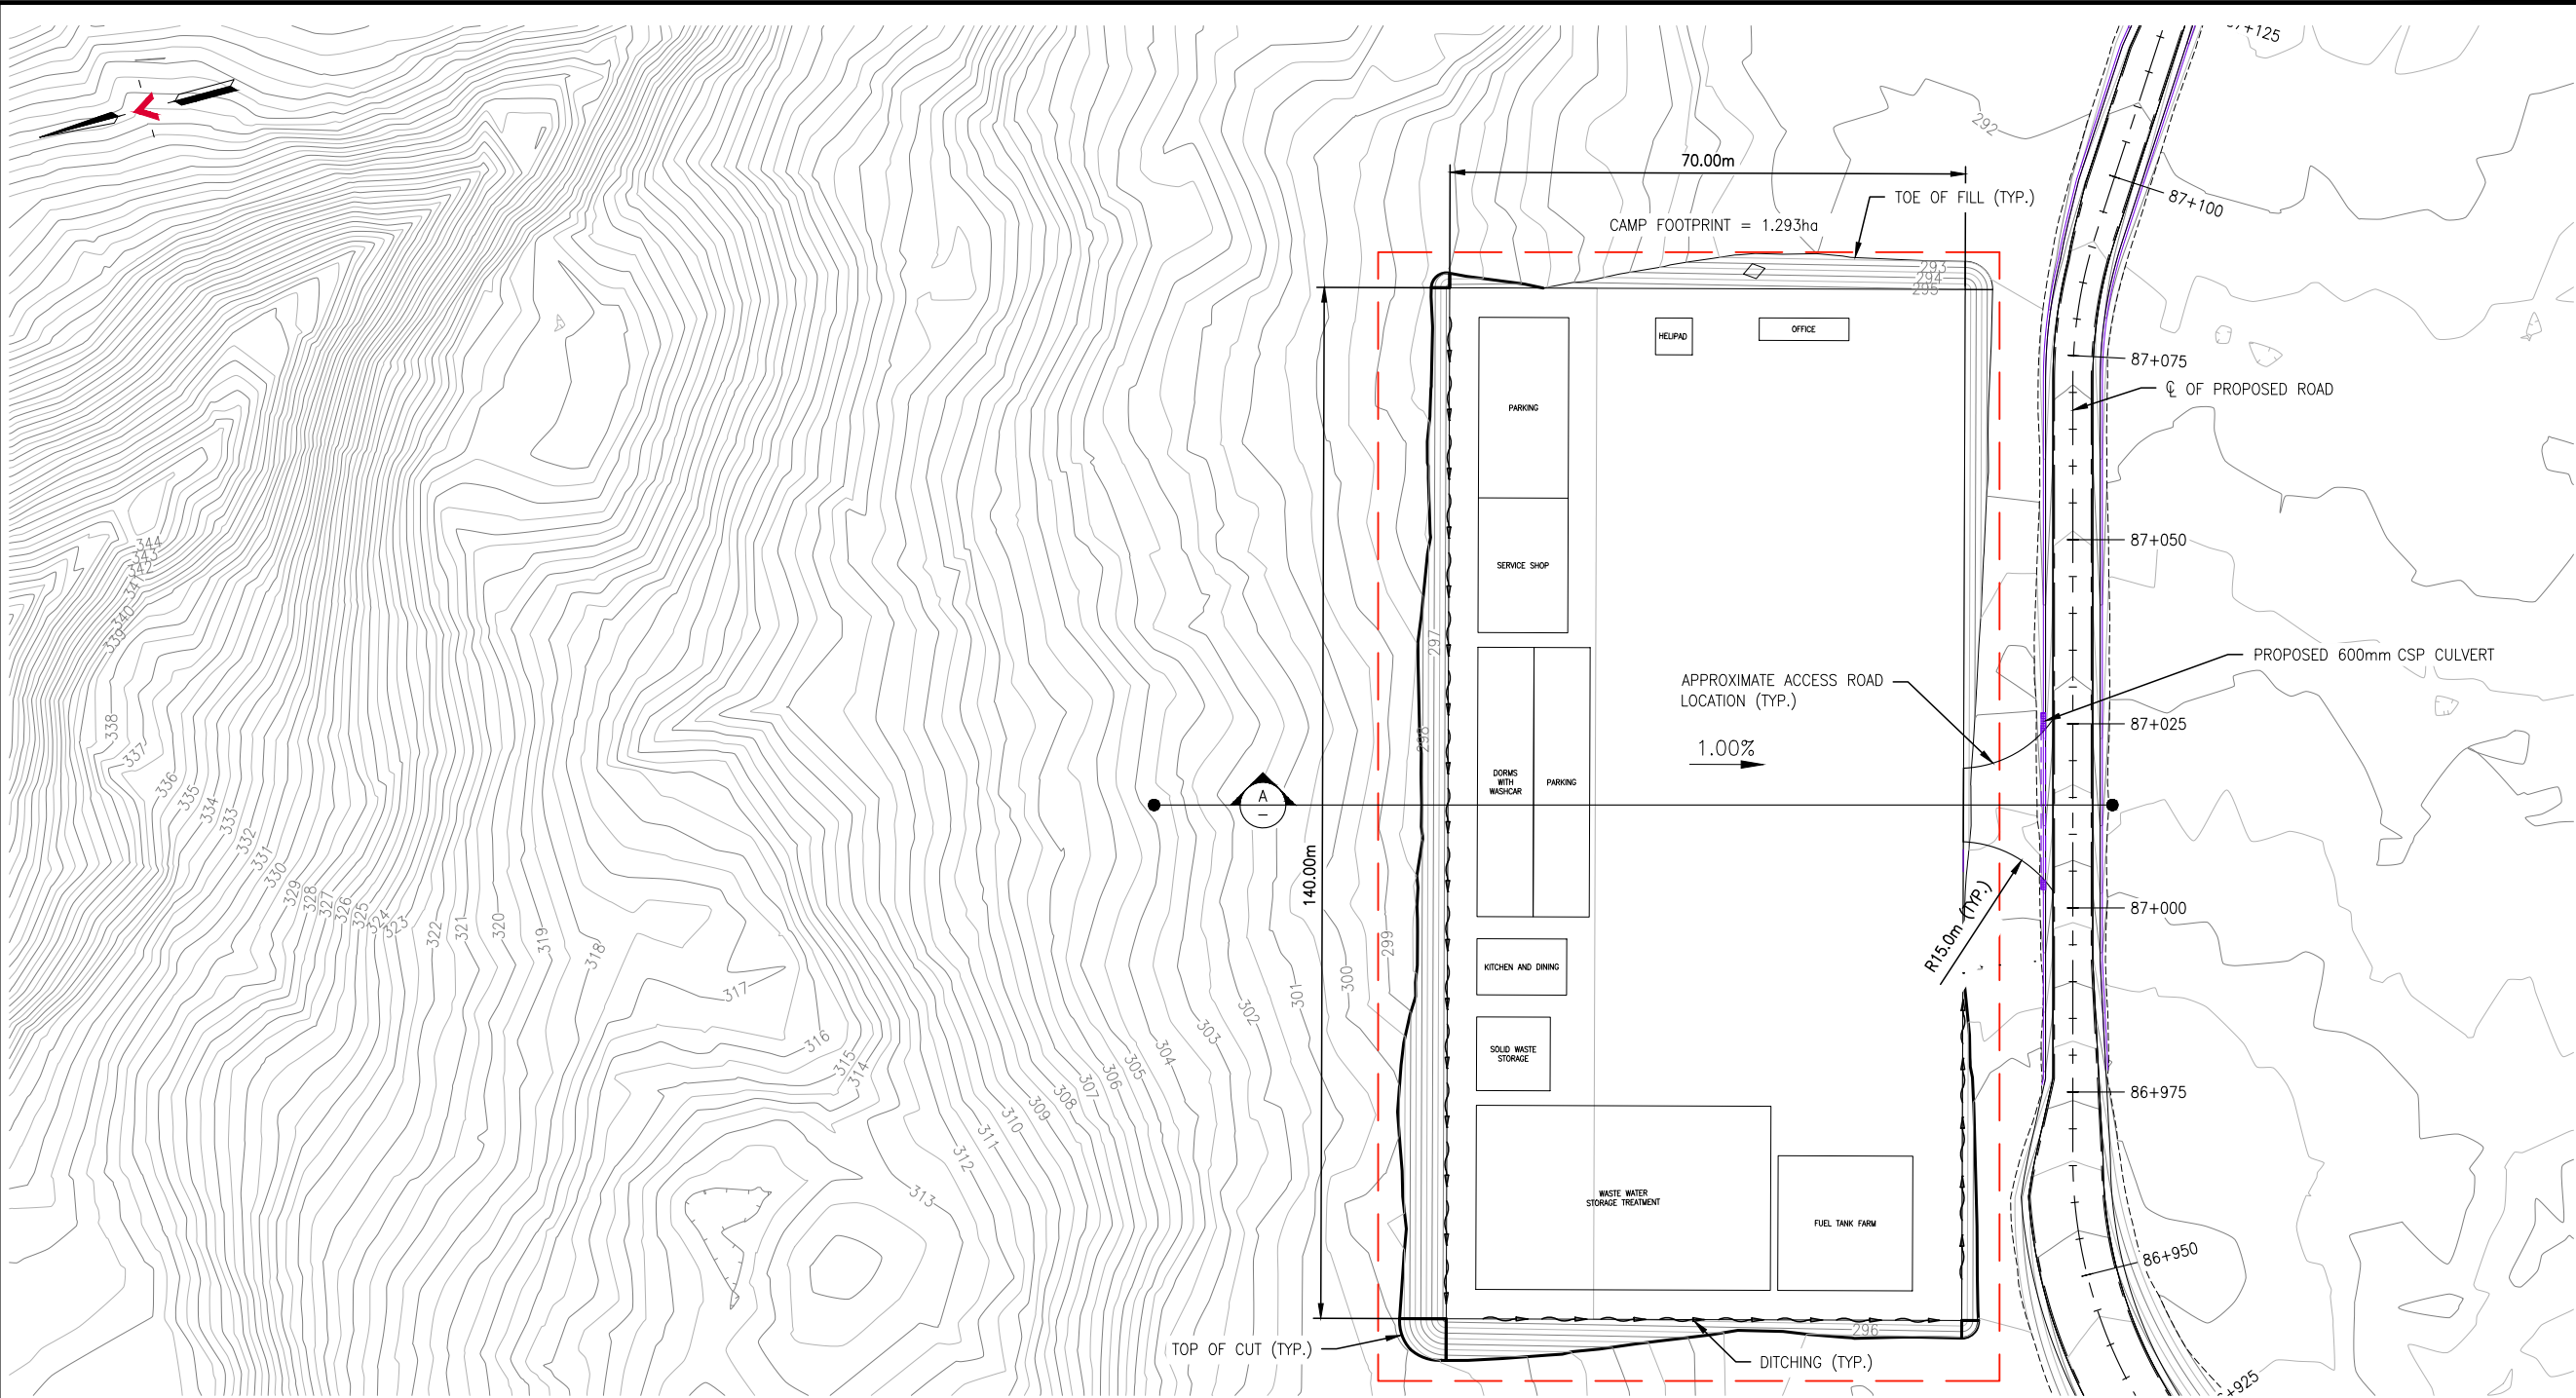 87+125
292
70.00m
TOE OF FILL (TYP.)
87+100
CAMP FOOTPRINT = 1.293ha
293
294
295
HELIPAD
OFFICE
87+075
℄ OF PROPOSED ROAD
PARKING
344
343
342
341
340
339
87+050
SERVICE SHOP
297
PROPOSED 600mm CSP CULVERT
APPROXIMATE ACCESS ROAD
LOCATION (TYP.)
338
337
336
335
334
333
332
331
330
329
328
327
326
325
324
323
322
321
320
319
318
317
316
315
314
313
298
1.00%
87+025
DORMS
WITH
WASHCAR
PARKING
A
–
140.00m
R15.0m (TYP.)
87+000
299
300
301
302
303
304
305
306
307
308
309
310
311
312
KITCHEN AND DINING
SOLID WASTE
STORAGE
86+975
WASTE WATER
STORAGE TREATMENT
FUEL TANK FARM
86+950
TOP OF CUT (TYP.)
296
DITCHING (TYP.)
+925